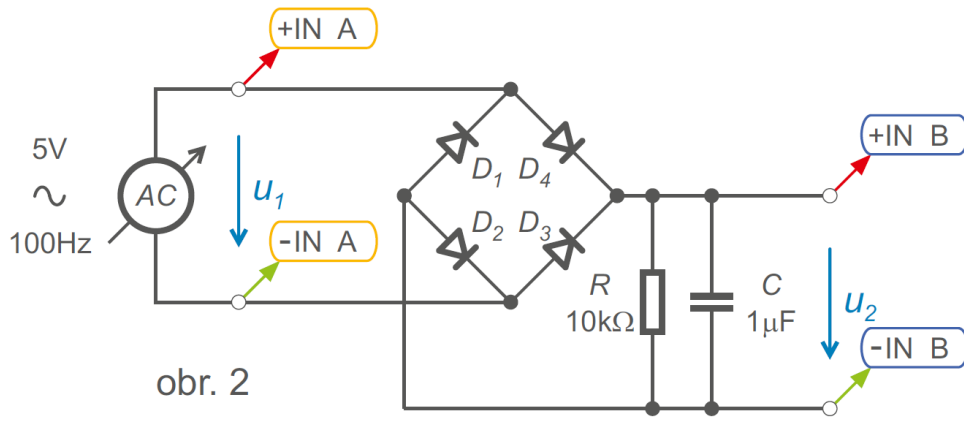 +IN A
5V
AC
100Hz
u1
-IN A
D1 D4
D2 D3
+IN B
R
10kΩ
C
1µF
u2
-IN B
obr. 2